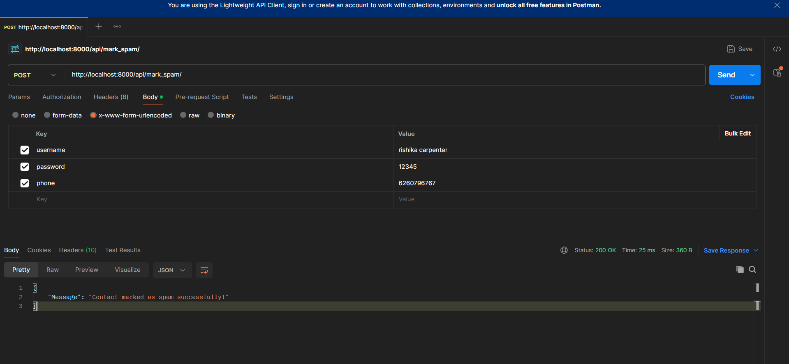 You are using the Lightweight API Client, sign in or create an account to work with collections, environments and unlock all free features in Postman.
POST http://localhost:8000/ap
http://localhost:8000/api/mark_spam/
Save
POST http://localhost:8000/api/mark_spam/ Send
Params Authorization Headers (8) Body Pre-request Script Tests Settings Cookies
none form-data x-www-form-urlencoded raw binary
Key Value Bulk Edit
username rishika carpenter
password 12345
phone 6260796767
Key Value
Body Cookies Headers (10) Test Results Status: 200 OK Time: 25 ms Size: 360 B Save Response
Pretty Raw Preview Visualize JSON
1 {
2 "Message": "Contact marked as spam successfully!"
3 }